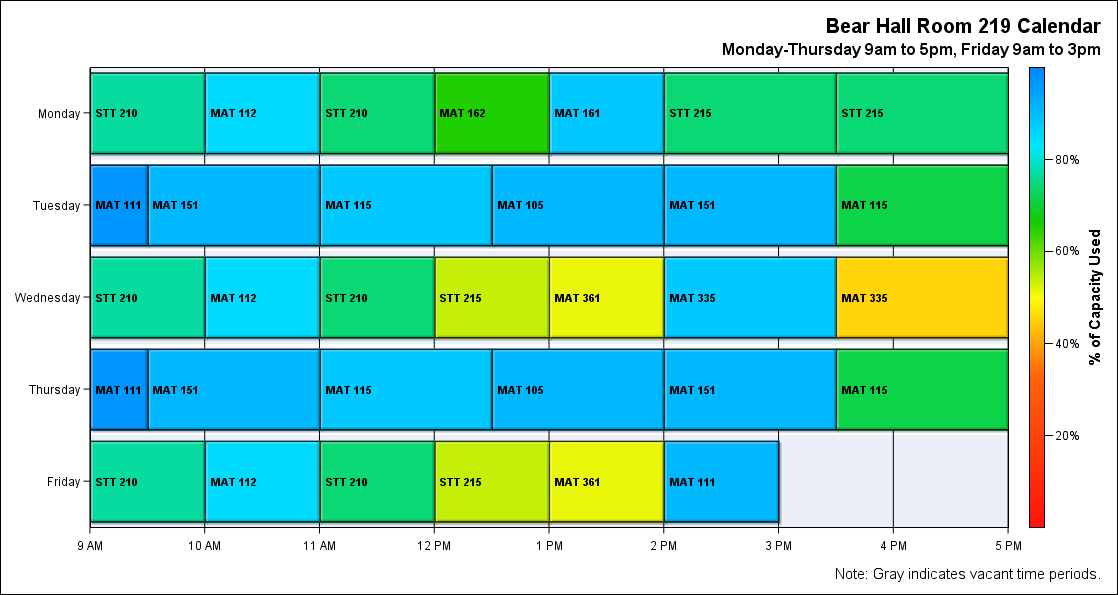 Bear Hall Room 219 Calendar
Monday-Thursday 9am to 5pm, Friday 9am to 3pm
Monday
STT 210
MAT 112
STT 210
MAT 162
MAT 161
STT 215
STT 215
Tuesday
MAT 111
MAT 151
MAT 115
MAT 105
MAT 151
MAT 115
Wednesday
STT 210
MAT 112
STT 210
STT 215
MAT 361
MAT 335
MAT 335
Thursday
MAT 111
MAT 151
MAT 115
MAT 105
MAT 151
MAT 115
Friday
STT 210
MAT 112
STT 210
STT 215
MAT 361
MAT 111
9 AM
10 AM
11 AM
12 PM
1 PM
2 PM
3 PM
4 PM
5 PM
80%
60%
40%
20%
% of Capacity Used
Note: Gray indicates vacant time periods.